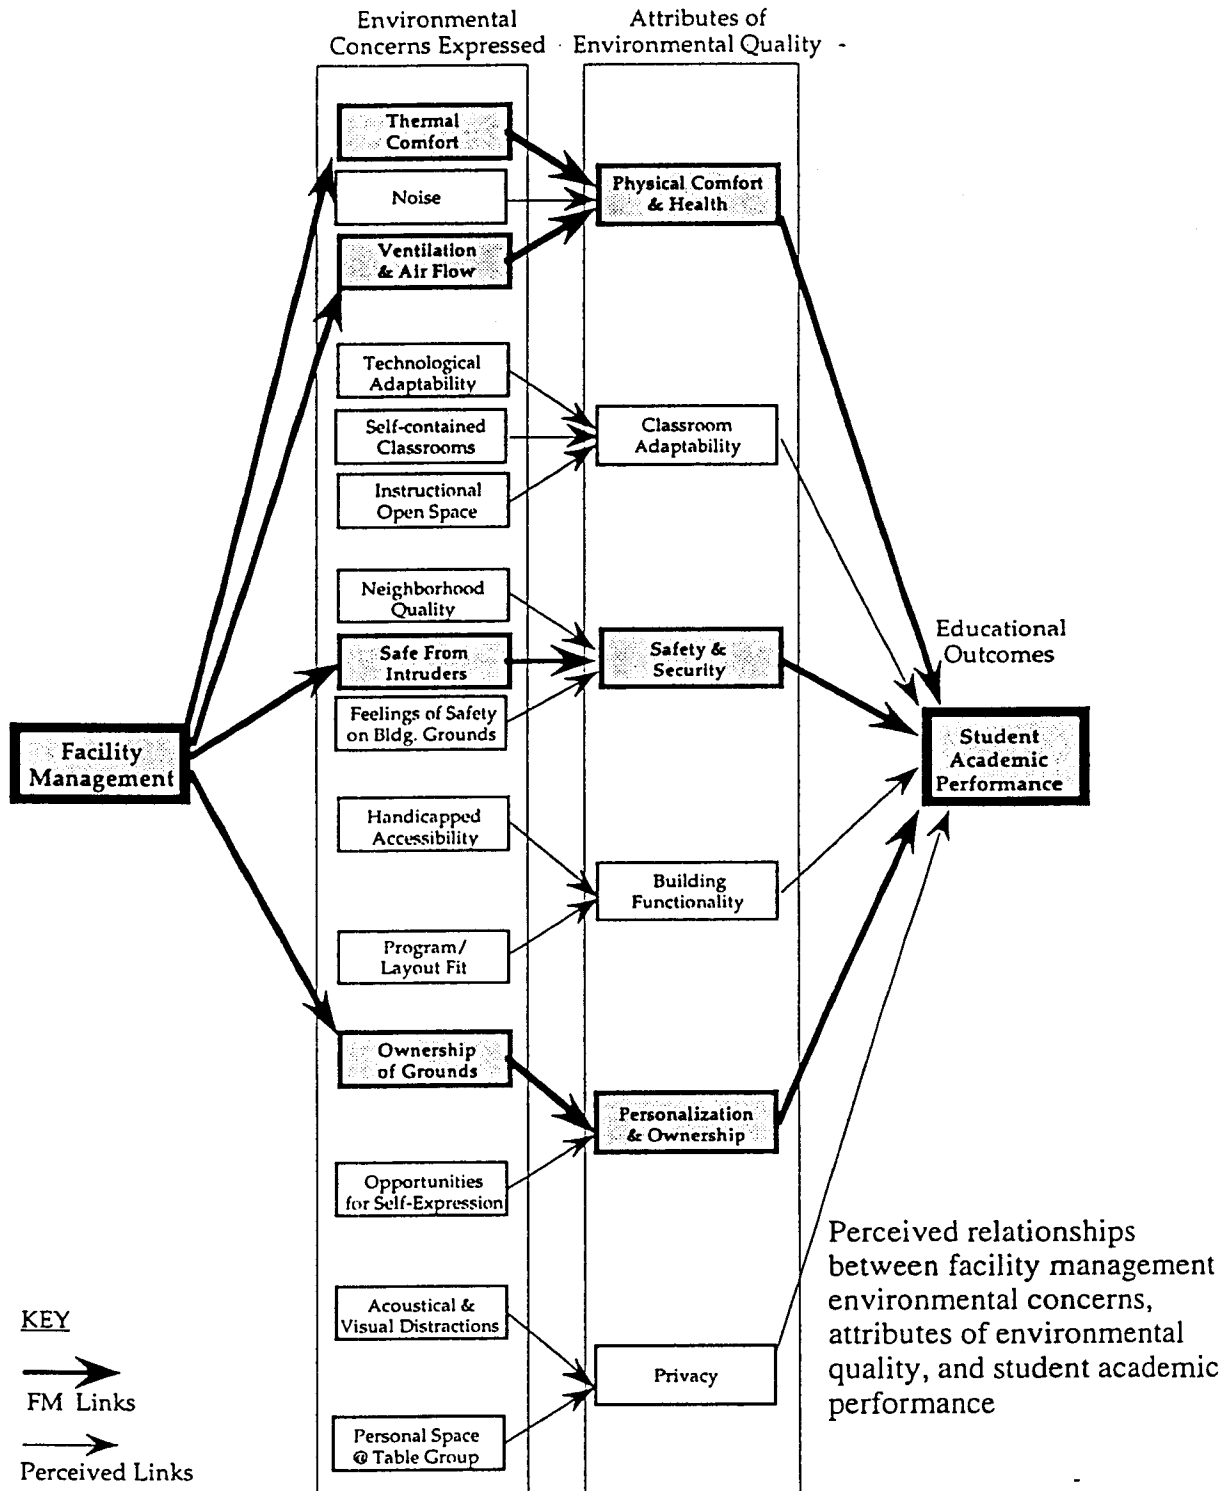 Environmental
Concerns Expressed
Attributes of
Environmental Quality
Thermal
Comfort
Noise
Ventilation
& Air Flow
Technological
Adaptability
Self-contained
Classrooms
Instructional
Open Space
Neighborhood
Quality
Safe From
Intruders
Feelings of Safety
on Bldg. Grounds
Handicapped
Accessibility
Program/
Layout Fit
Ownership
of Grounds
Opportunities
for Self-Expression
Acoustical &
Visual Distractions
Personal Space
@ Table Group
Physical Comfort
& Health
Classroom
Adaptability
Safety &
Security
Building
Functionality
Personalization
& Ownership
Privacy
Facility
Management
Educational
Outcomes
Student
Academic
Performance
Perceived relationships
between facility management
environmental concerns,
attributes of environmental
quality, and student academic
performance
KEY
FM Links
Perceived Links